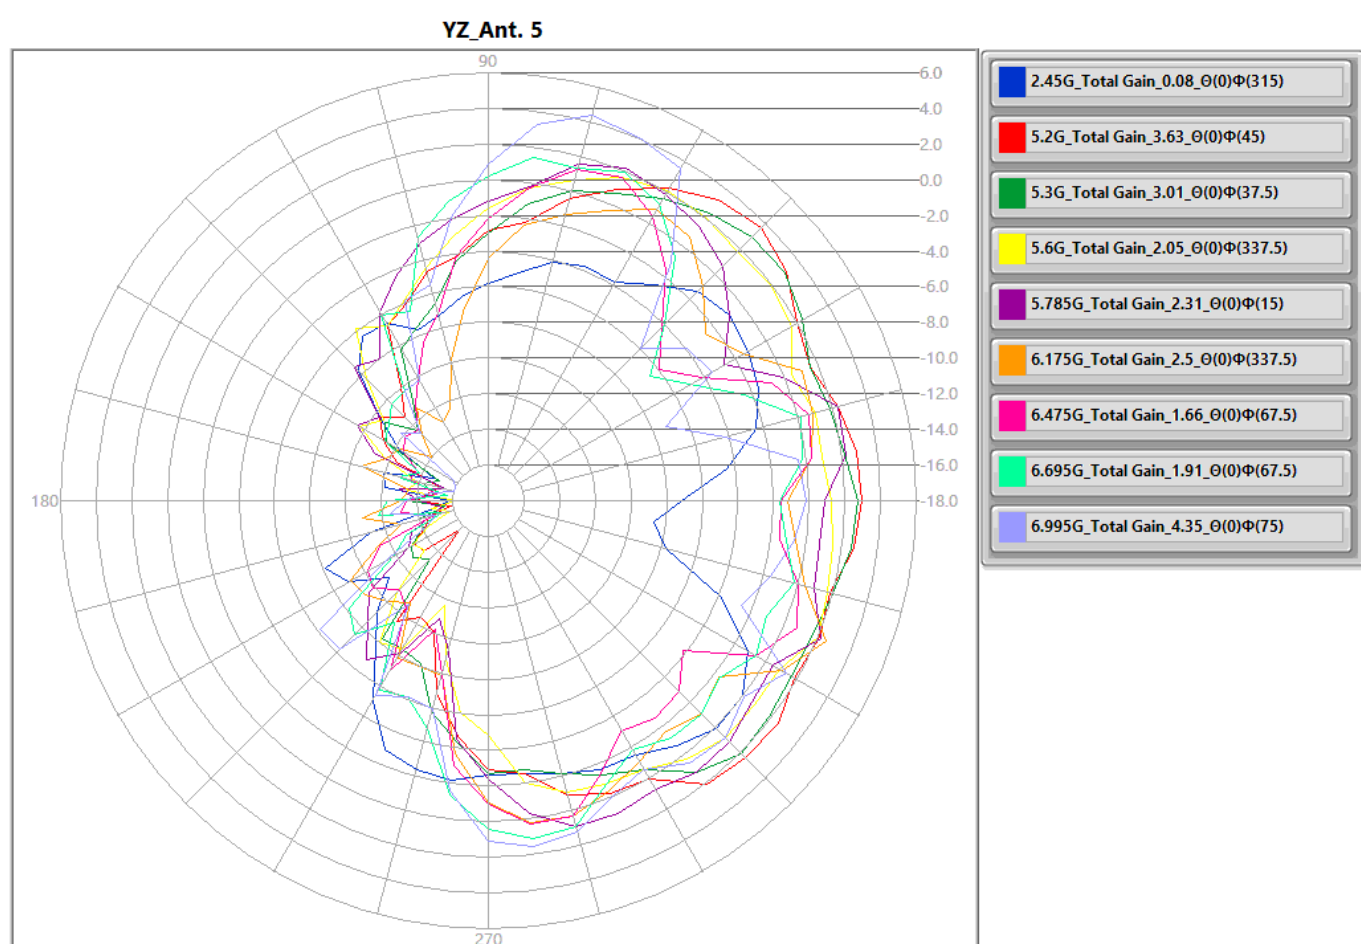 YZ_Ant. 5
90
6.0
4.0
2.0
0.0
-2.0
-4.0
-6.0
-8.0
-10.0
-12.0
-14.0
-16.0
-18.0
180
270
2.45G_Total Gain_0.08_Θ(0)Φ(315)
5.2G_Total Gain_3.63_Θ(0)Φ(45)
5.3G_Total Gain_3.01_Θ(0)Φ(37.5)
5.6G_Total Gain_2.05_Θ(0)Φ(337.5)
5.785G_Total Gain_2.31_Θ(0)Φ(15)
6.175G_Total Gain_2.5_Θ(0)Φ(337.5)
6.475G_Total Gain_1.66_Θ(0)Φ(67.5)
6.695G_Total Gain_1.91_Θ(0)Φ(67.5)
6.995G_Total Gain_4.35_Θ(0)Φ(75)